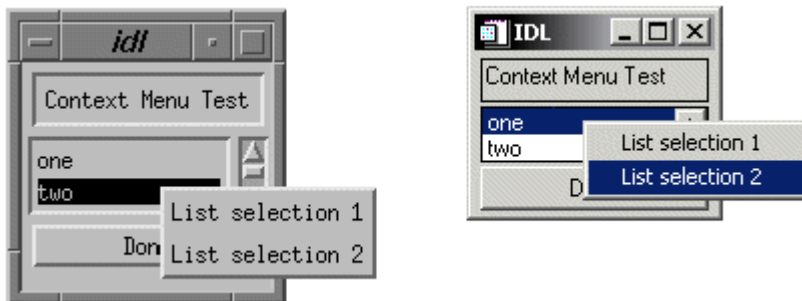 idl
Context Menu Test
one
two
List selection 1
List selection 2
Don
IDL
Context Menu Test
one
two
List selection 1
List selection 2
D